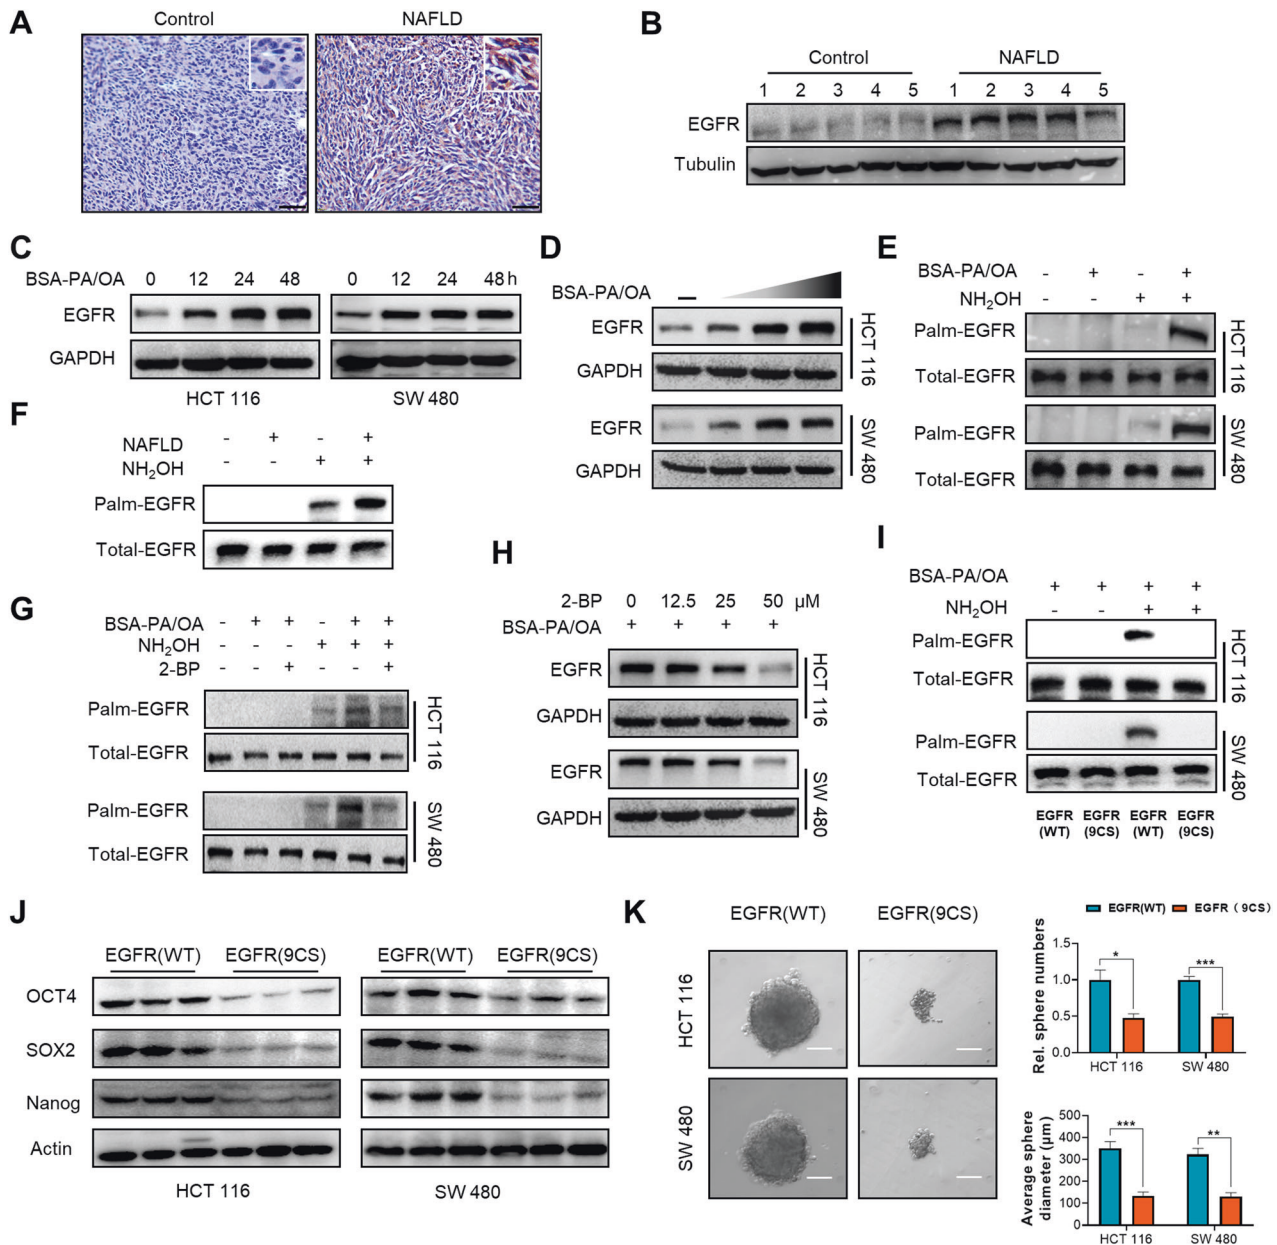 A
Control NAFLD
B
Control NAFLD
1 2 3 4 5 1 2 3 4 5
EGFR
Tubulin
C
BSA-PA/OA 0 12 24 48 0 12 24 48 h
EGFR
GAPDH
HCT 116 SW 480
D
BSA-PA/OA –
EGFR
GAPDH
HCT 116
EGFR
GAPDH
SW 480
E
BSA-PA/OA - + - +
NH₂OH - - + +
Palm-EGFR
Total-EGFR
HCT 116
Palm-EGFR
Total-EGFR
SW 480
F
NAFLD - + - +
NH₂OH - - + +
Palm-EGFR
Total-EGFR
G
BSA-PA/OA - + + - + +
NH₂OH - - - + + +
2-BP - - + - - +
Palm-EGFR
Total-EGFR
HCT 116
Palm-EGFR
Total-EGFR
SW 480
H
2-BP 0 12.5 25 50 μM
BSA-PA/OA + + + +
EGFR
GAPDH
HCT 116
EGFR
GAPDH
SW 480
I
BSA-PA/OA + + + +
NH₂OH - - + +
Palm-EGFR
Total-EGFR
HCT 116
Palm-EGFR
Total-EGFR
SW 480
EGFR EGFR EGFR EGFR
(WT) (9CS) (WT) (9CS)
J
EGFR(WT) EGFR(9CS) EGFR(WT) EGFR(9CS)
OCT4
SOX2
Nanog
Actin
HCT 116 SW 480
K
EGFR(WT) EGFR(9CS)
HCT 116
SW 480
EGFR(WT) EGFR（9CS）
Rel. sphere numbers
1.5
1.0
0.5
0.0
* ***
HCT 116 SW 480
Average sphere
diameter (μm)
500
400
300
200
100
0
*** **
HCT 116 SW 480